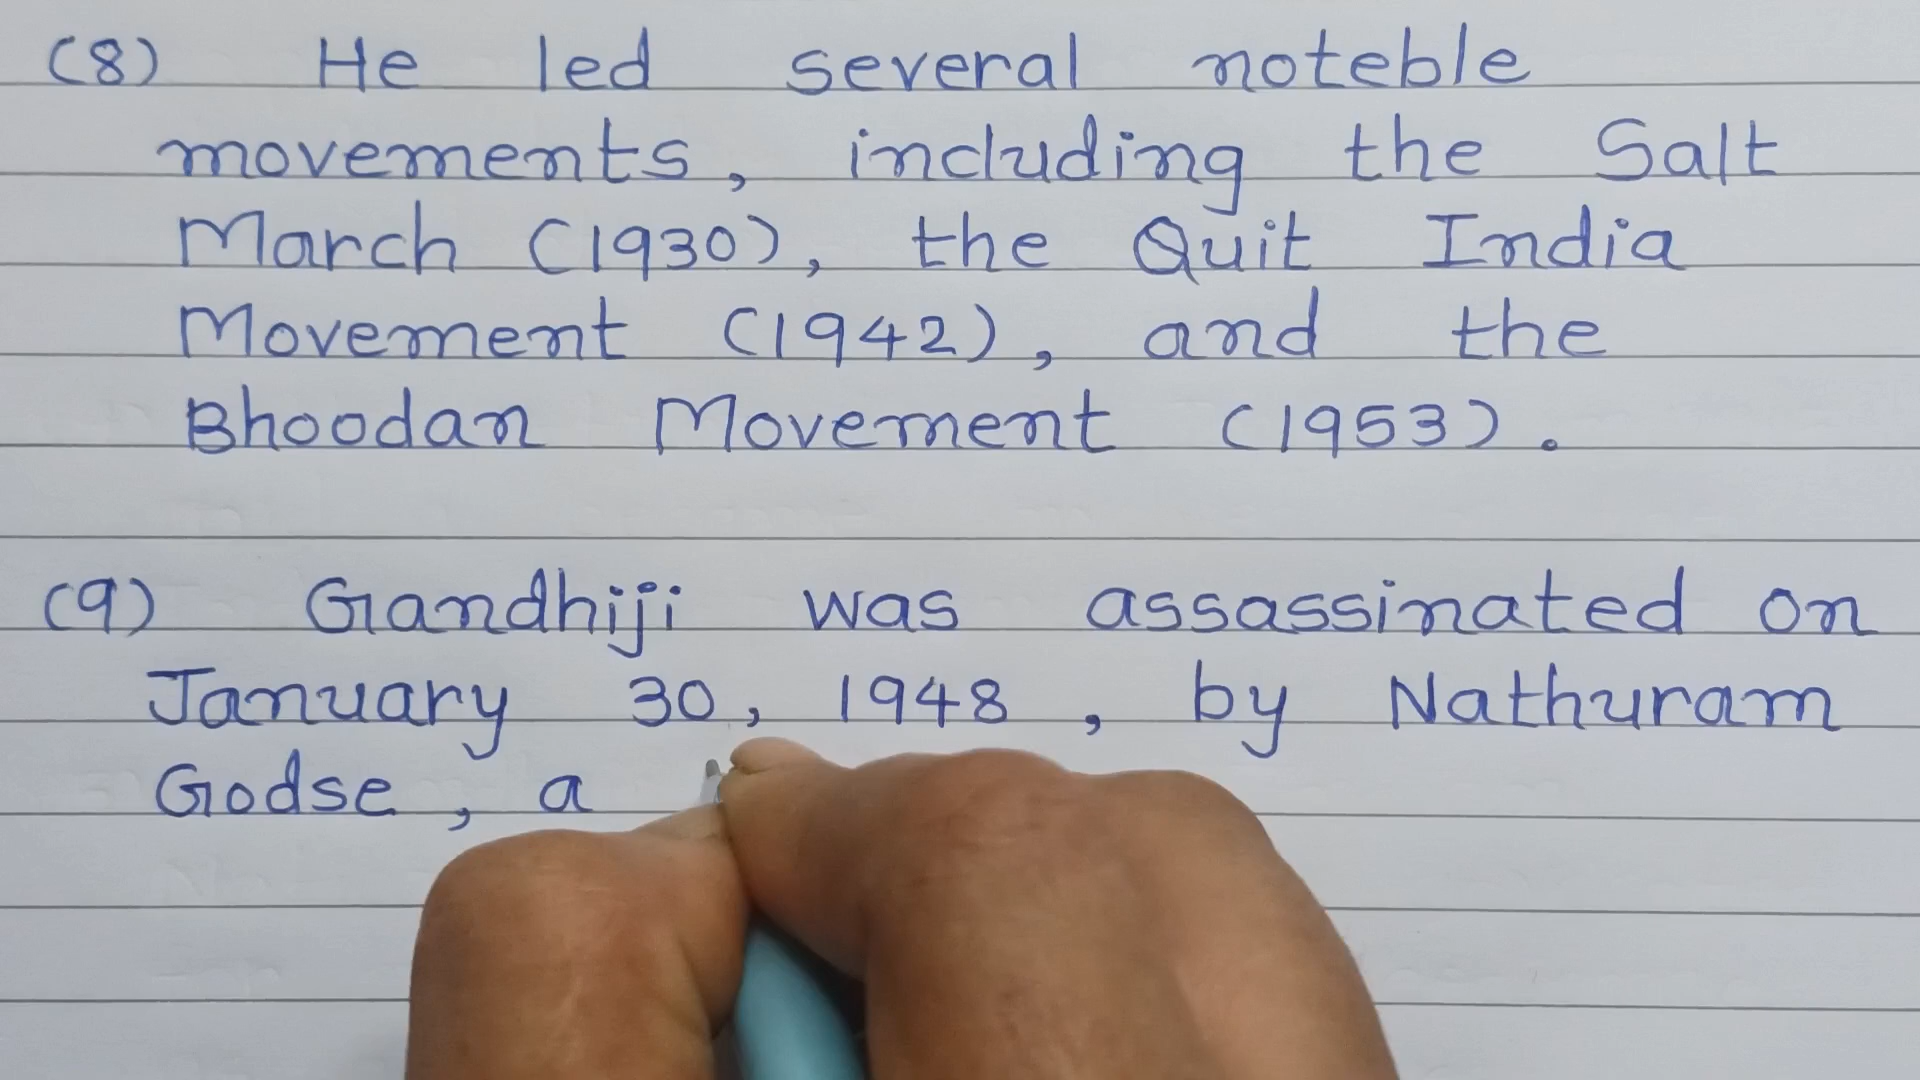 (8) He led several noteble
movements, including the Salt
March (1930), the Quit India
Movement (1942), and the
Bhoodan Movement (1953).
(9) Gandhiji was assassinated on
January 30, 1948, by Nathuram
Godse, a